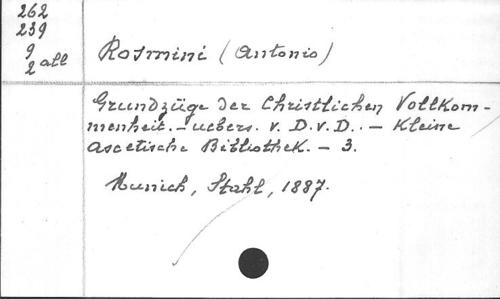 262
239
9
2 all
Rosmini (Antonio)
Grundzüge der Christlichen Vollkom-
menheit. - uebers. v. D. v. D.. - Kleine
ascetische Bibliothek. - 3.
Munich, Stahl, 1887.